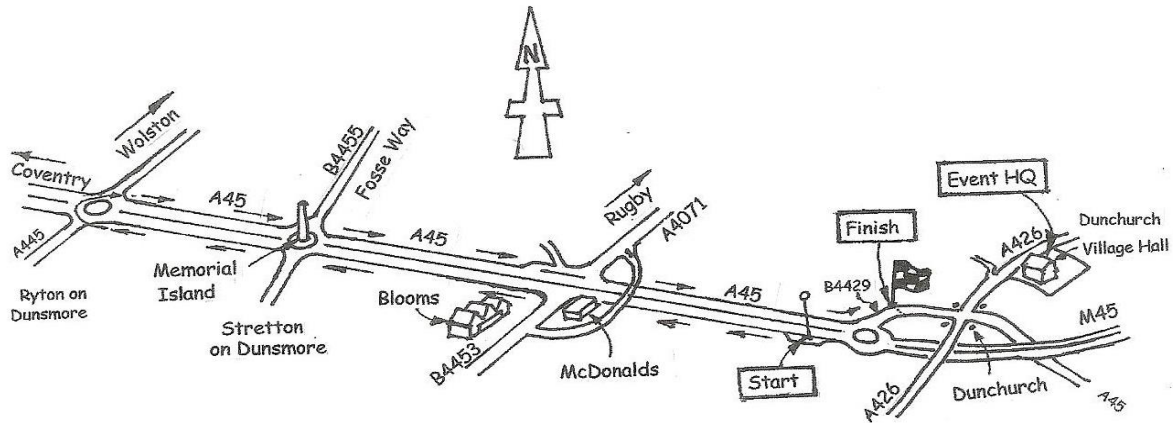 N
Coventry
Wolston
A445
Ryton on
Dunsmore
A45
B4455
Fosse Way
Memorial
Island
Stretton
on Dunsmore
A45
Blooms
B4453
Rugby
A4071
McDonalds
A45
Start
B4429
Finish
Event HQ
Dunchurch
Village Hall
A426
M45
Dunchurch
A426
A45